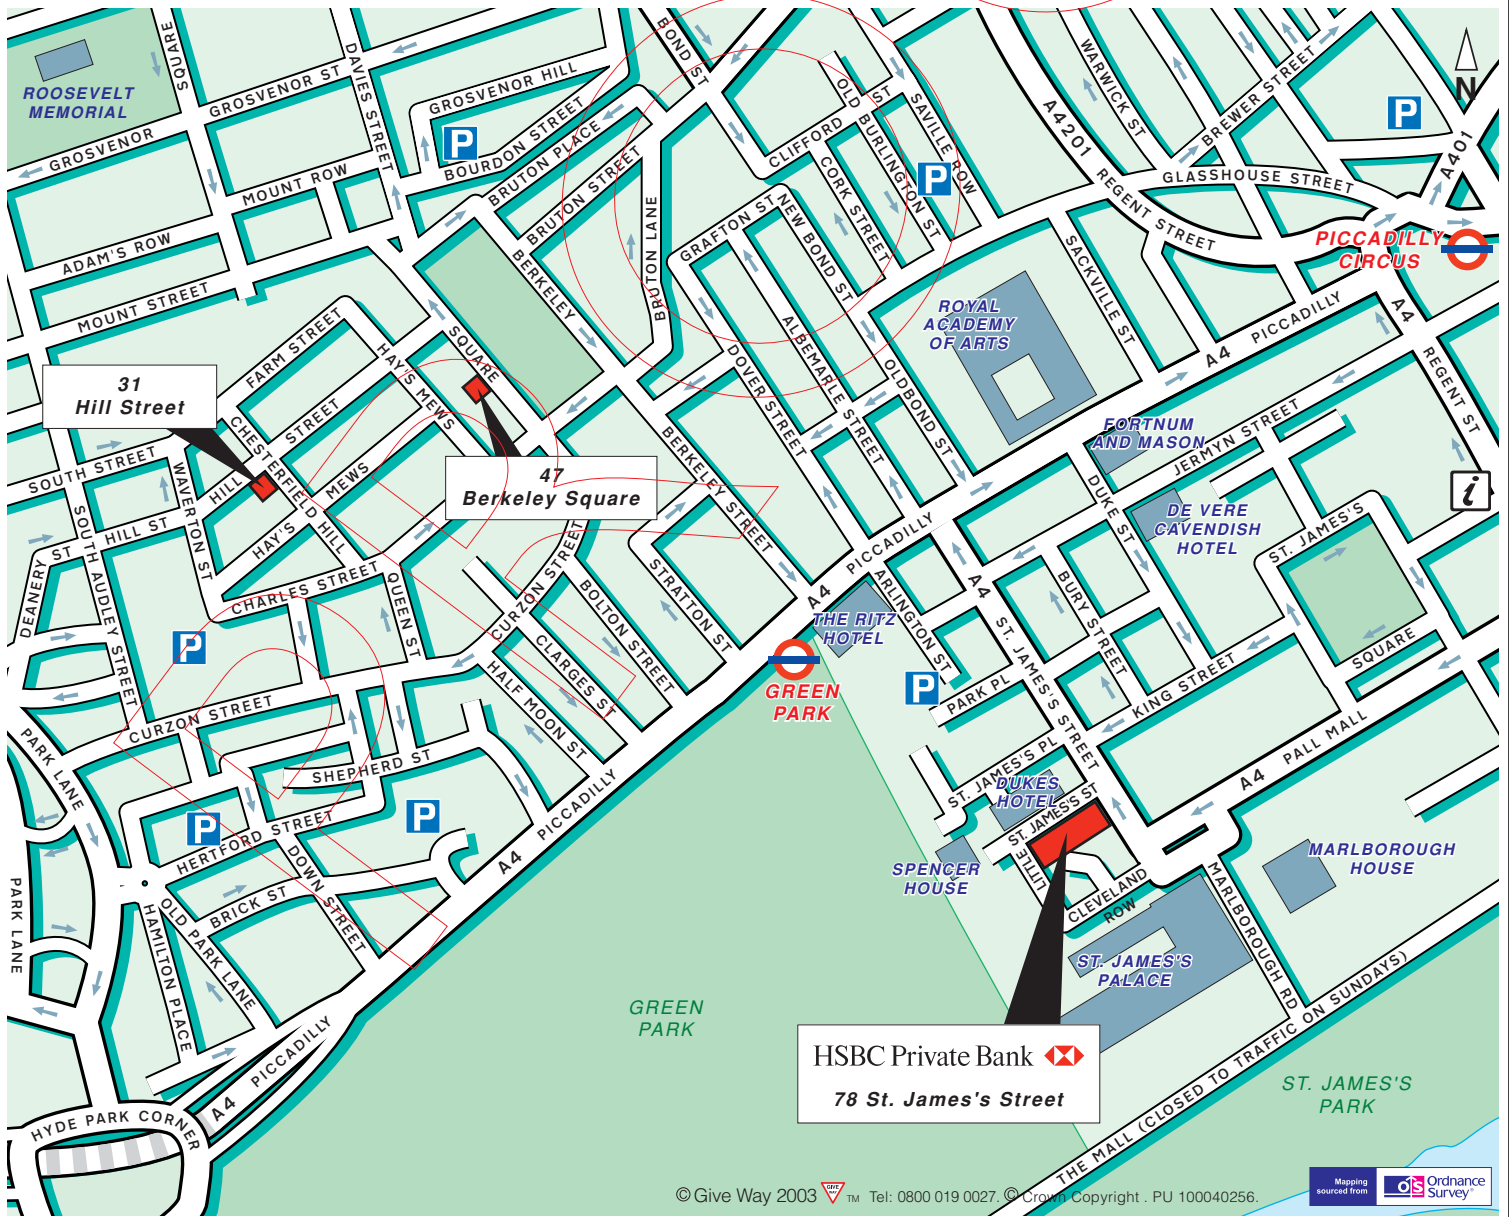 ROOSEVELT
MEMORIAL
SQUARE
GROSVENOR ST
GROSVENOR
DAVIES STREET
GROSVENOR HILL
BOURDON STREET
BRUTON PLACE
BRUTON STREET
BRUTON LANE
BOND ST
CLIFFORD ST
OLD BURLINGTON ST
SAVILLE ROW
CORK STREET
WARWICK ST
BREWER STREET
A4201 REGENT STREET
GLASSHOUSE STREET
A401
N
P
P
P
MOUNT ROW
ADAM'S ROW
MOUNT STREET
PICCADILLY
CIRCUS
A4 PICCADILLY
SACKVILLE ST
ROYAL
ACADEMY
OF ARTS
GRAFTON ST
NEW BOND ST
ALBEMARLE STREET
DOVER STREET
OLDBOND ST
BERKELEY
SQUARE
BERKELEY STREET
FARM STREET
HAY'S MEWS
31
Hill Street
CHESTERFIELD HILL
HILL STREET
HAY'S MEWS
47
Berkeley Square
SOUTH STREET
WAVERTON ST
HILL ST
DEANERY ST
SOUTH AUDLEY STREET
CHARLES STREET
QUEEN ST
CURZON STREET
CURZON STREET
CLARGES ST
BOLTON STREET
STRATTON ST
HALF MOON ST
A4 PICCADILLY
ARLINGTON ST
THE RITZ
HOTEL
GREEN
PARK
P
P
P
P
FORTNUM
AND MASON
JERMYN STREET
DUKE ST
DE VERE
CAVENDISH
HOTEL
A4
REGENT ST
i
ST. JAMES'S
SQUARE
A4 ST. JAMES'S STREET
BURY STREET
KING STREET
PARK PL
ST. JAMES'S PL
DUKES
HOTEL
LITTLE ST. JAMES'S ST
SPENCER
HOUSE
CLEVELAND
ROW
ST. JAMES'S
PALACE
A4 PALL MALL
MARLBOROUGH
HOUSE
MARLBOROUGH RD
THE MALL (CLOSED TO TRAFFIC ON SUNDAYS)
ST. JAMES'S
PARK
GREEN
PARK
HSBC Private Bank
78 St. James's Street
SHEPHERD ST
HERTFORD STREET
DOWN STREET
BRICK ST
OLD PARK LANE
HAMILTON PLACE
PARK LANE
PARK LANE
A4 PICCADILLY
A4 PICCADILLY
HYDE PARK CORNER
© Give Way 2003 GIVE WAY TM Tel: 0800 019 0027. © Crown Copyright . PU 100040256.
Mapping
sourced from
OS Ordnance
Survey®